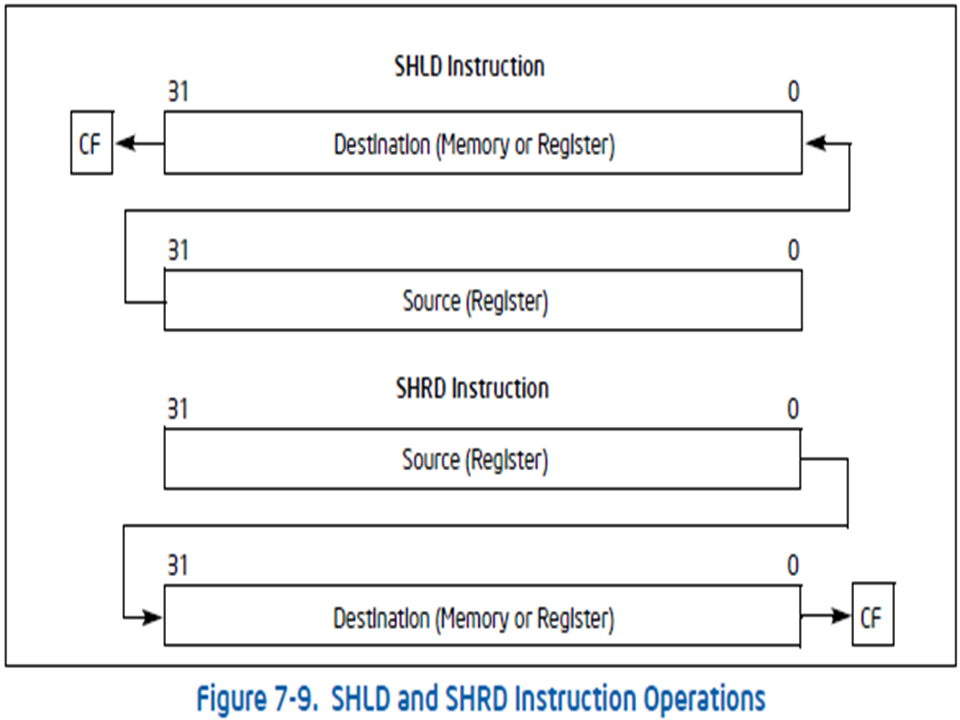 SHLD Instruction
31 0
CF Destination (Memory or Register)
31 0
Source (Register)
SHRD Instruction
31 0
Source (Register)
31 0
Destination (Memory or Register) CF
Figure 7-9. SHLD and SHRD Instruction Operations